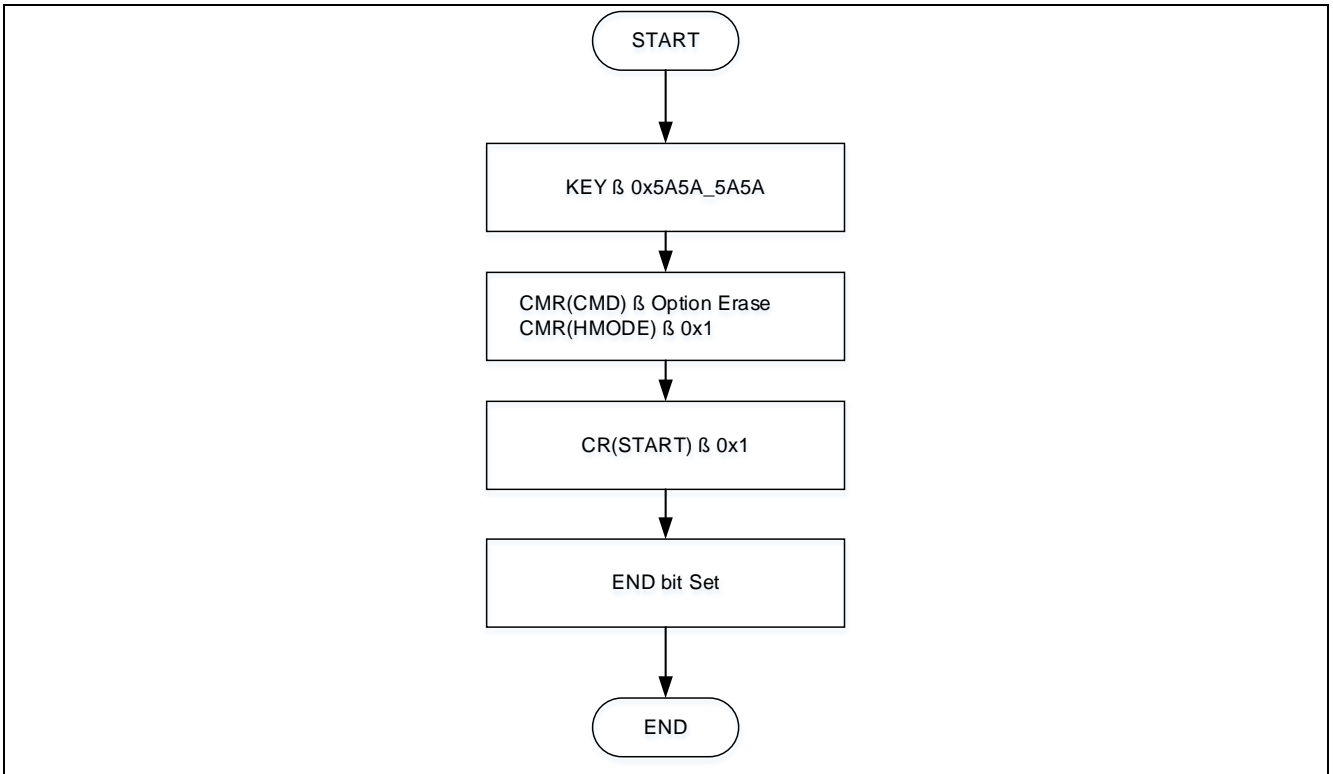 START
KEY ß 0x5A5A_5A5A
CMR(CMD) ß Option Erase
CMR(HMODE) ß 0x1
CR(START) ß 0x1
END bit Set
END